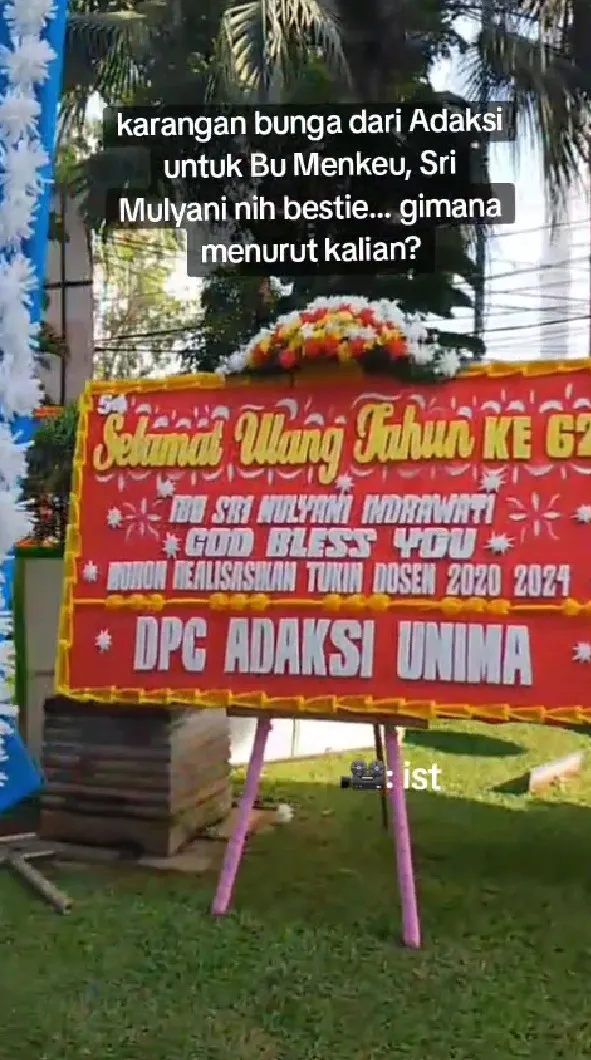 karangan bunga dari Adaksi
untuk Bu Menkeu, Sri
Mulyani nih bestie... gimana
menurut kalian?
54
Selamat Ulang Tahun KE 62
IBU SRI MULYANI INDRAWATI
GOD BLESS YOU
MOHON REALISASIKAN TUKIN DOSEN 2020 2024
DPC ADAKSI UNIMA
: ist